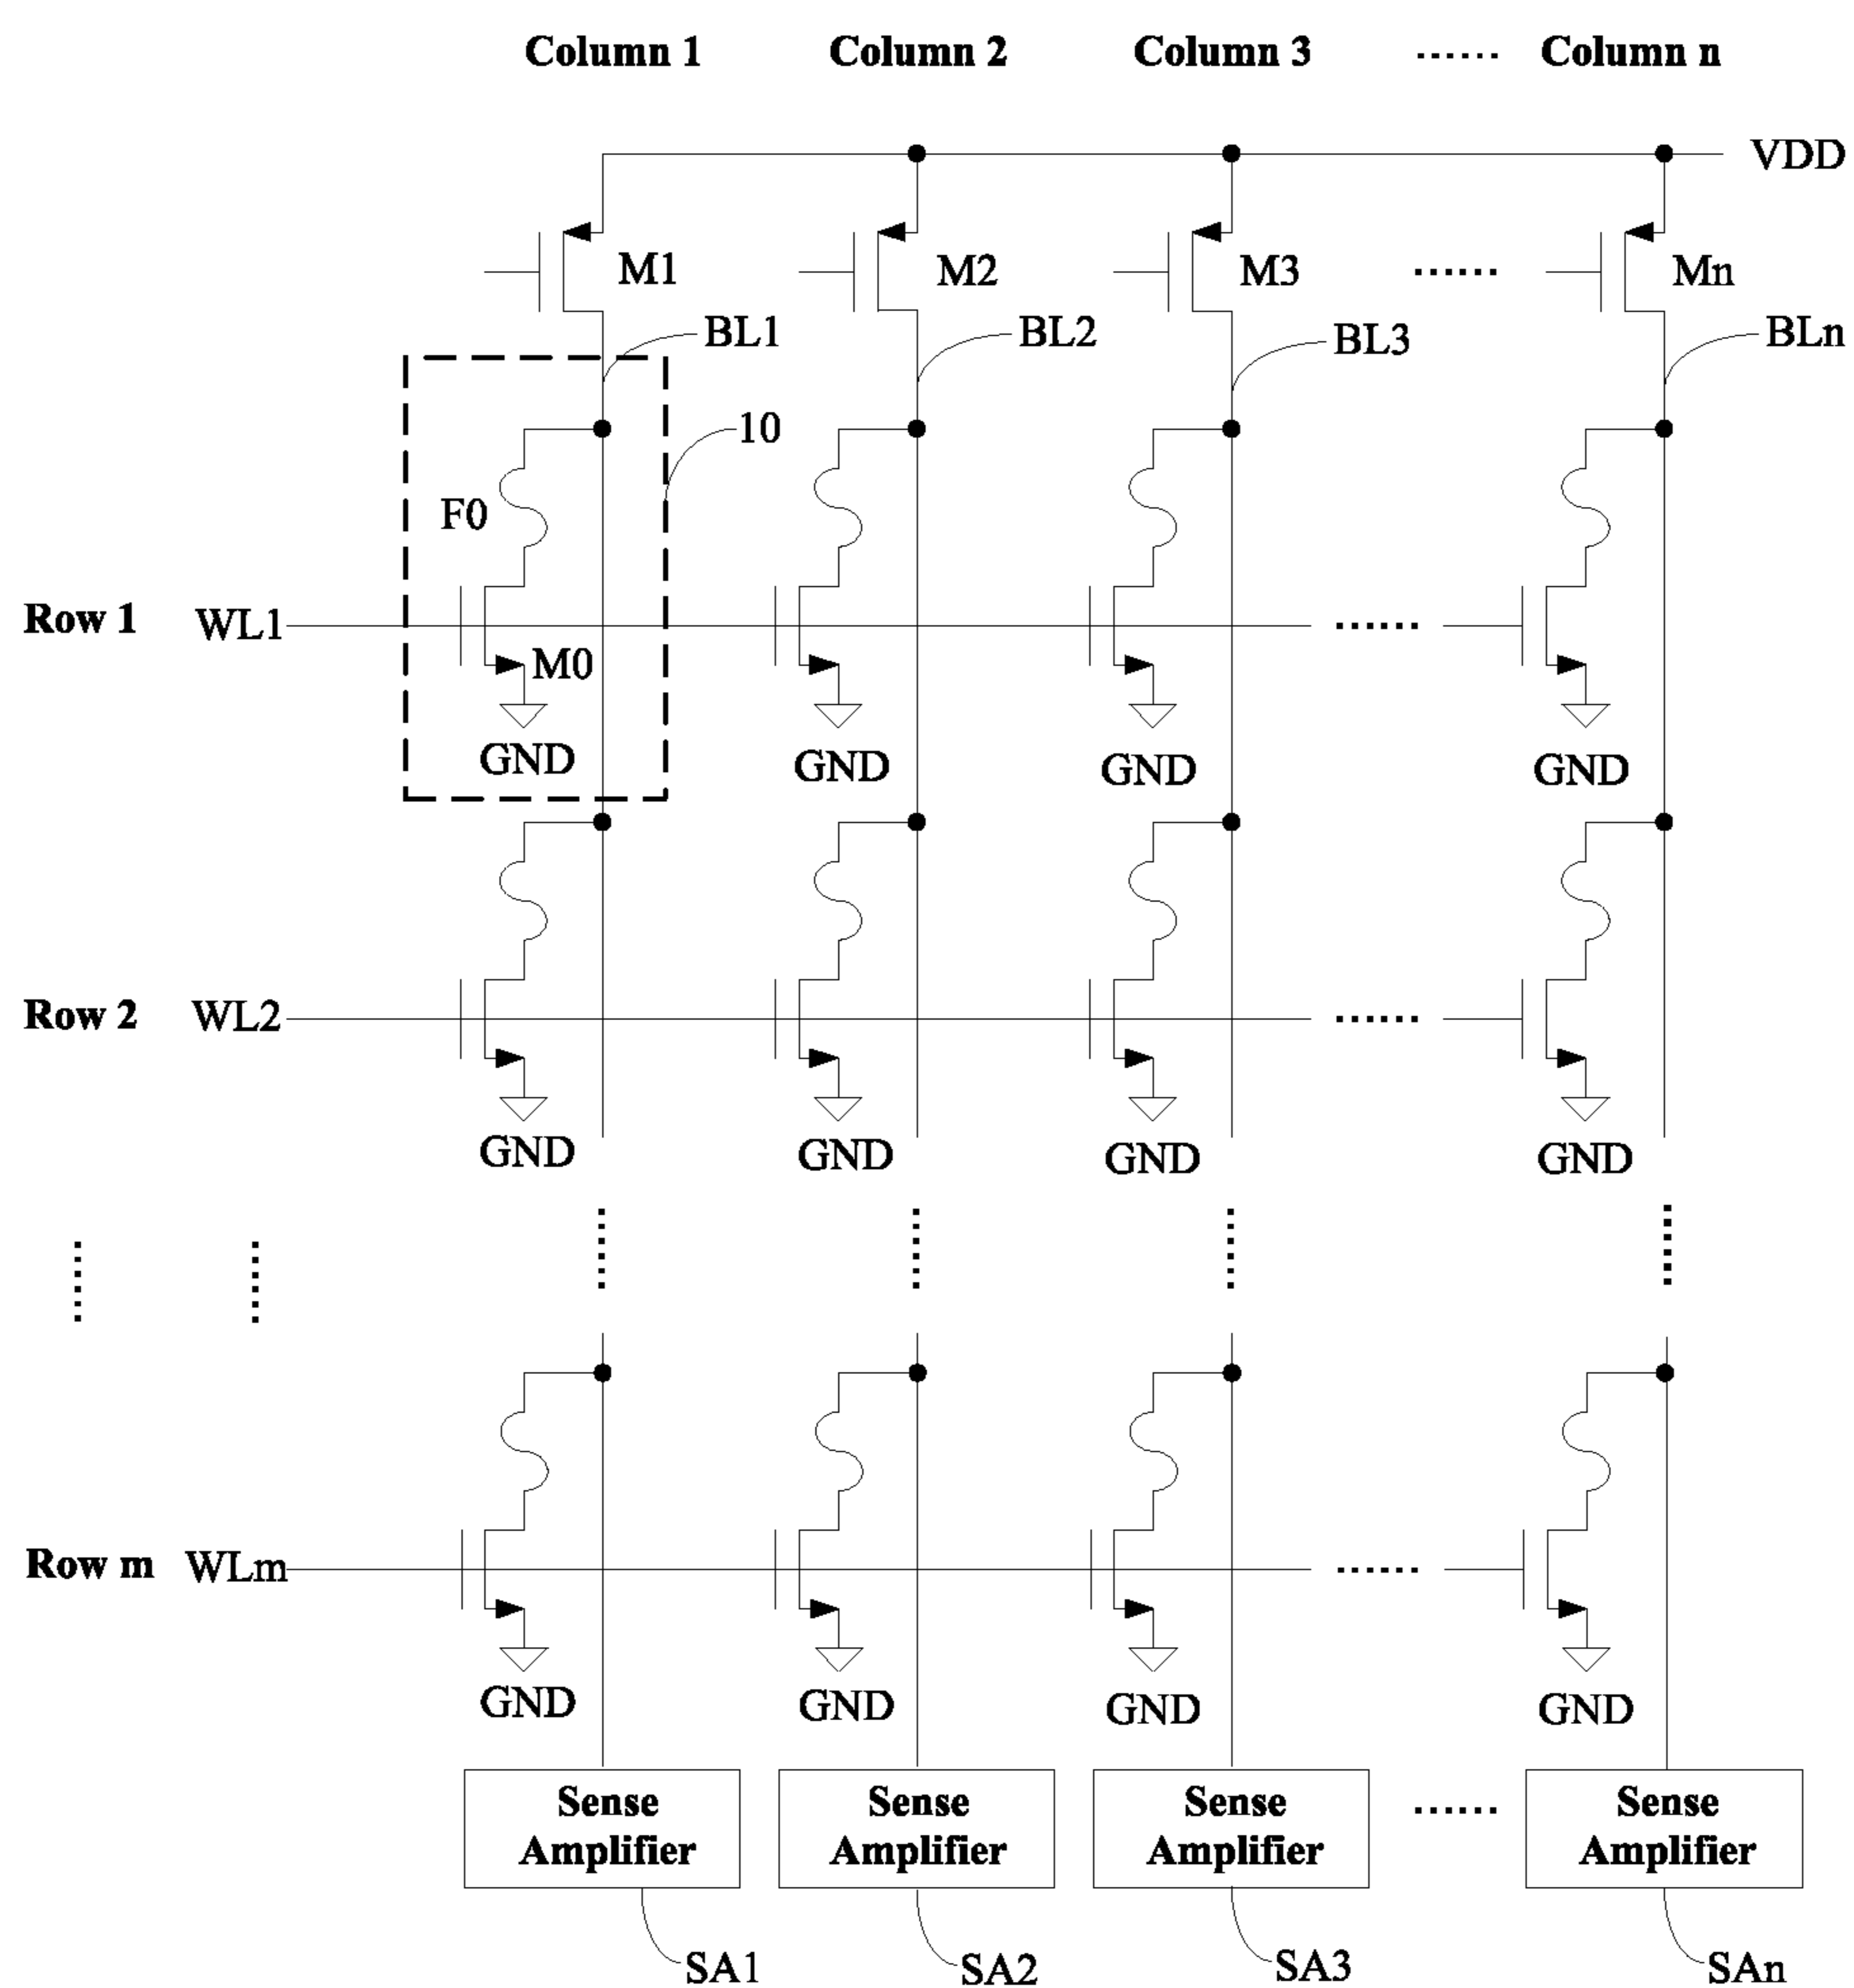 Column 1 Column 2 Column 3 ...... Column n
VDD
M1 M2 M3 ...... Mn
BL1 BL2 BL3 BLn
10
F0
Row 1 WL1 ......
M0
GND GND GND GND
Row 2 WL2 ......
GND GND GND GND
Row m WLm ......
GND GND GND GND
Sense Amplifier
Sense Amplifier
Sense Amplifier
......
Sense Amplifier
SA1 SA2 SA3 SAn